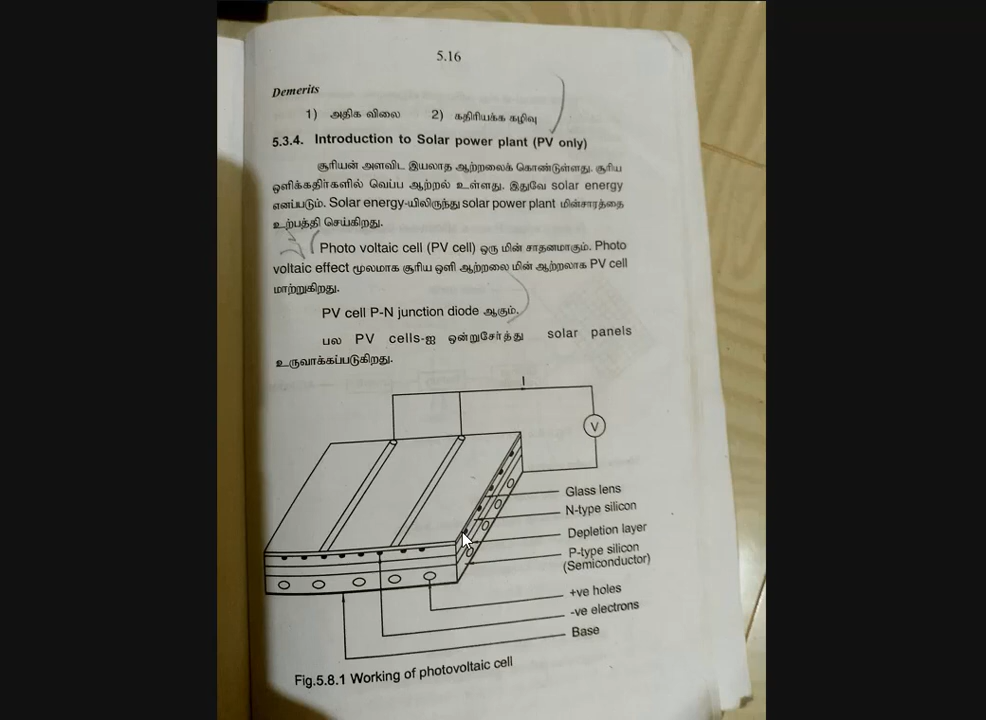 5.16
Demerits
1) அதிக விலை 2) கதிரியக்க கழிவு
5.3.4. Introduction to Solar power plant (PV only)
சூரியன் அளவிட இயலாத ஆற்றலைக் கொண்டுள்ளது. சூரிய
ஒளிக்கதிர்களில் வெப்ப ஆற்றல் உள்ளது. இதுவே solar energy
எனப்படும். Solar energy-யிலிருந்து solar power plant மின்சாரத்தை
உற்பத்தி செய்கிறது.
Photo voltaic cell (PV cell) ஒரு மின் சாதனமாகும். Photo
voltaic effect மூலமாக சூரிய ஒளி ஆற்றலை மின் ஆற்றலாக PV cell
மாற்றுகிறது.
PV cell P-N junction diode ஆகும்.
பல PV cells-ஐ ஒன்றுசேர்த்து solar panels
உருவாக்கப்படுகிறது.
I
V
Glass lens
N-type silicon
Depletion layer
P-type silicon
(Semiconductor)
+ve holes
-ve electrons
Base
Fig.5.8.1 Working of photovoltaic cell